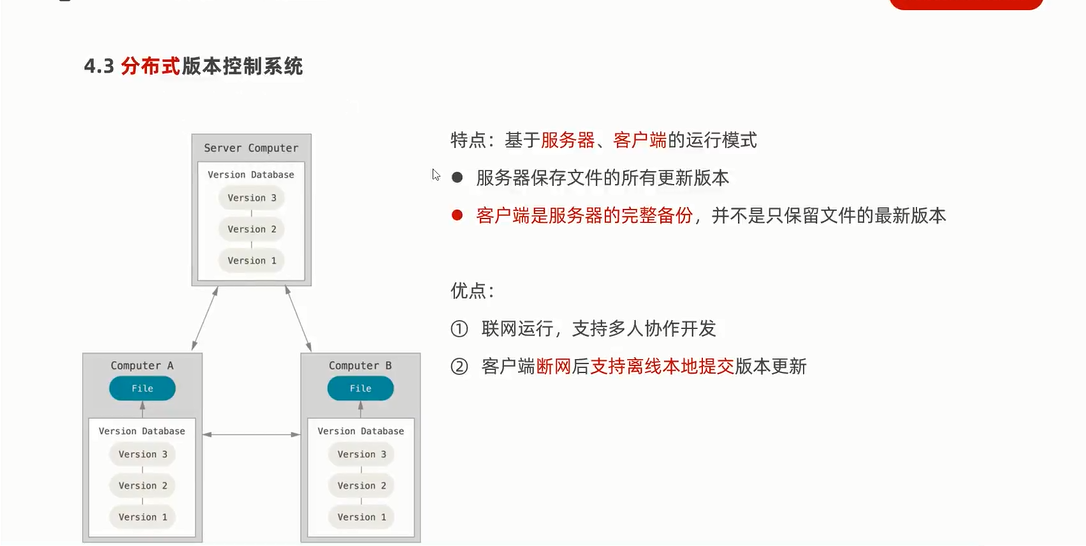 4.3 分布式版本控制系统
Server Computer
Version Database
Version 3
Version 2
Version 1
Computer A
File
Version Database
Version 3
Version 2
Version 1
Computer B
File
Version Database
Version 3
Version 2
Version 1
特点：基于服务器、客户端的运行模式
● 服务器保存文件的所有更新版本
● 客户端是服务器的完整备份，并不是只保留文件的最新版本
优点：
① 联网运行，支持多人协作开发
② 客户端断网后支持离线本地提交版本更新